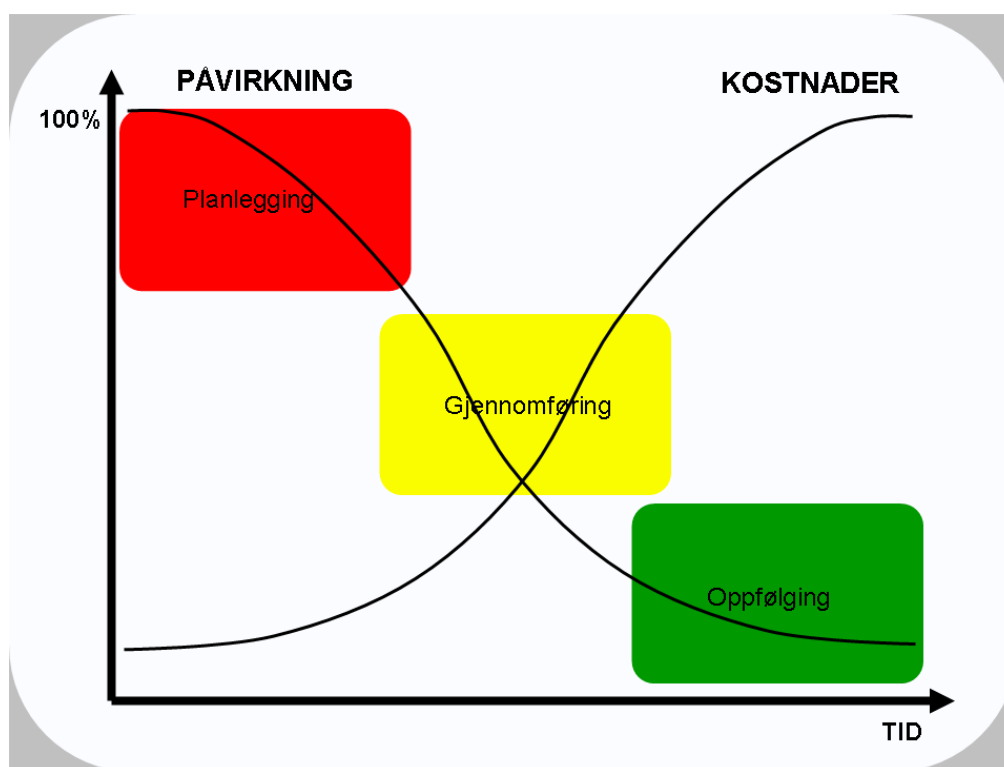 PÅVIRKNING
KOSTNADER
100%
Planlegging
Gjennomføring
Oppfølging
TID